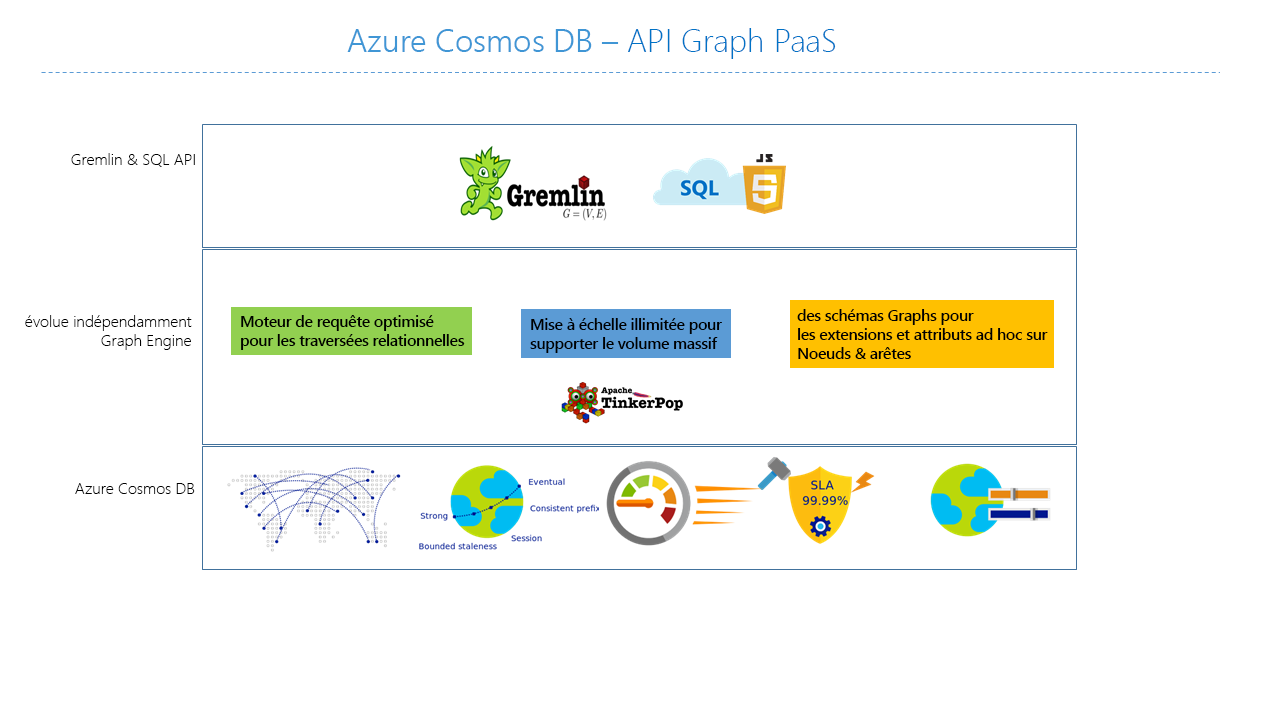 Azure Cosmos DB – API Graph PaaS
Gremlin & SQL API
Gremlin
G = (V, E)
SQL
JS
5
évolue indépendamment
Graph Engine
Moteur de requête optimisé
pour les traversées relationnelles
Mise à échelle illimitée pour
supporter le volume massif
des schémas Graphs pour
les extensions et attributs ad hoc sur
Noeuds & arêtes
Apache
TinkerPop
Azure Cosmos DB
Eventual
Consistent prefix
Strong
Session
Bounded staleness
SLA
99.99%